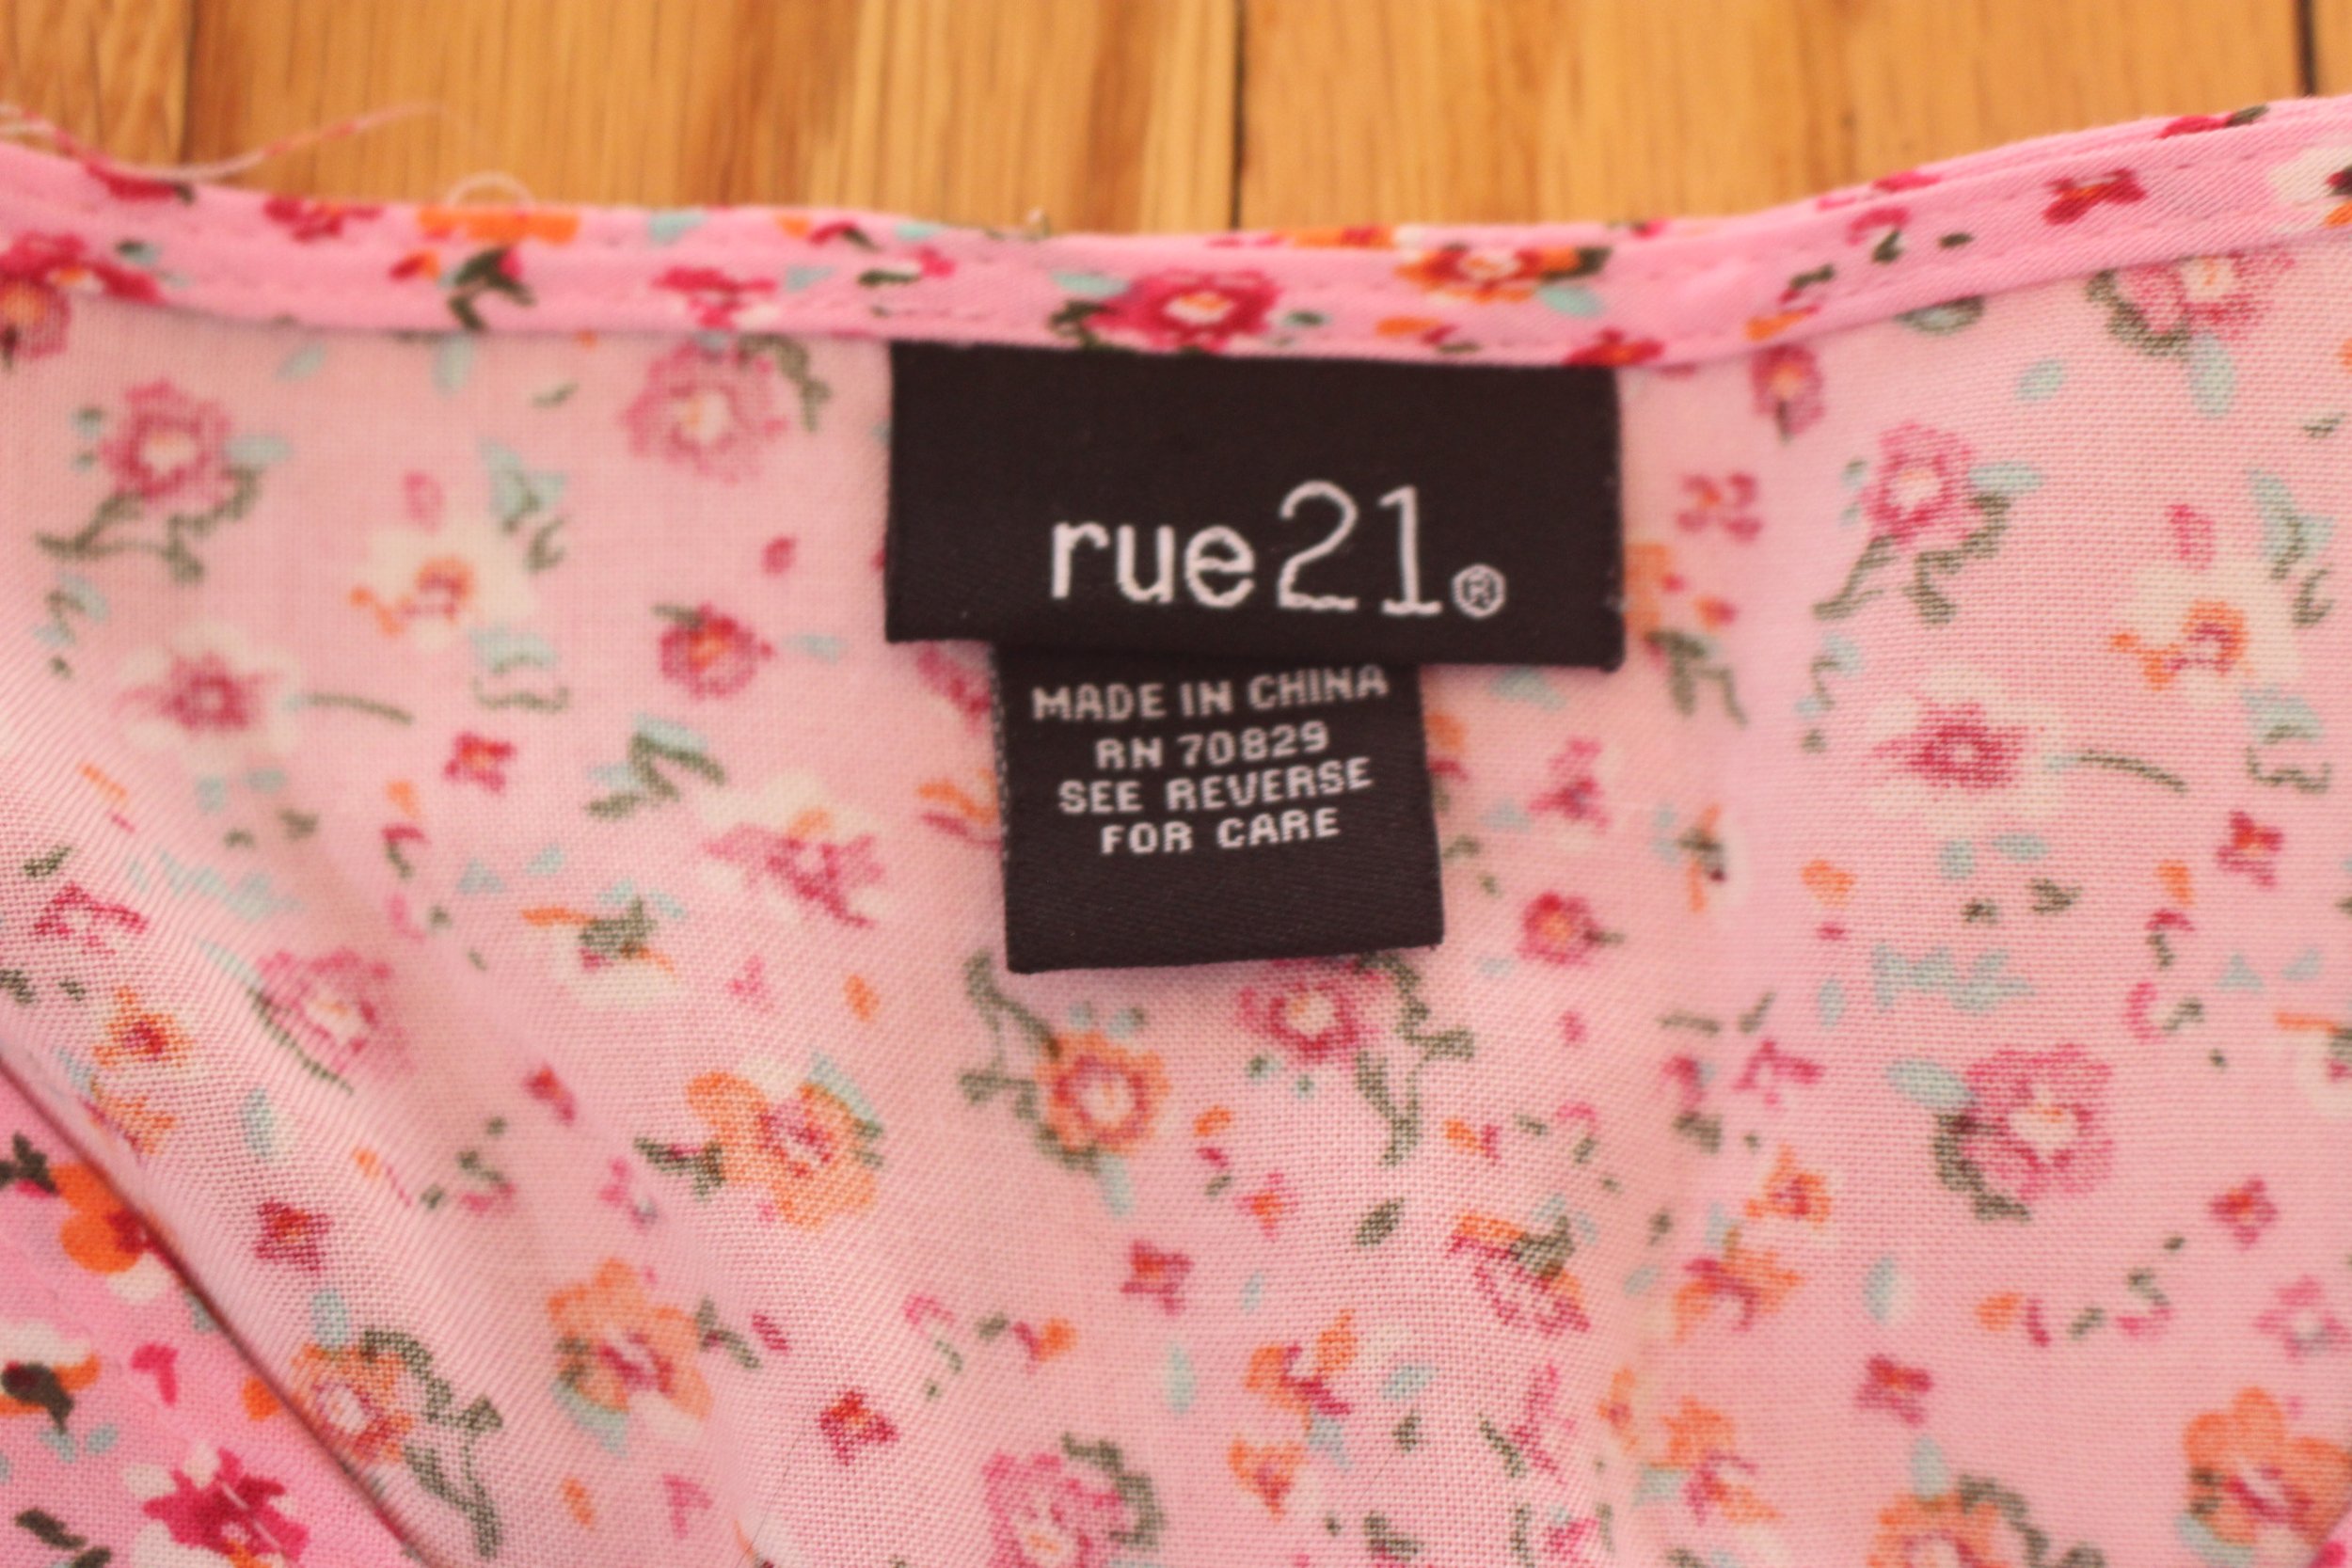 rue21®
MADE IN CHINA
RN 70829
SEE REVERSE
FOR CARE